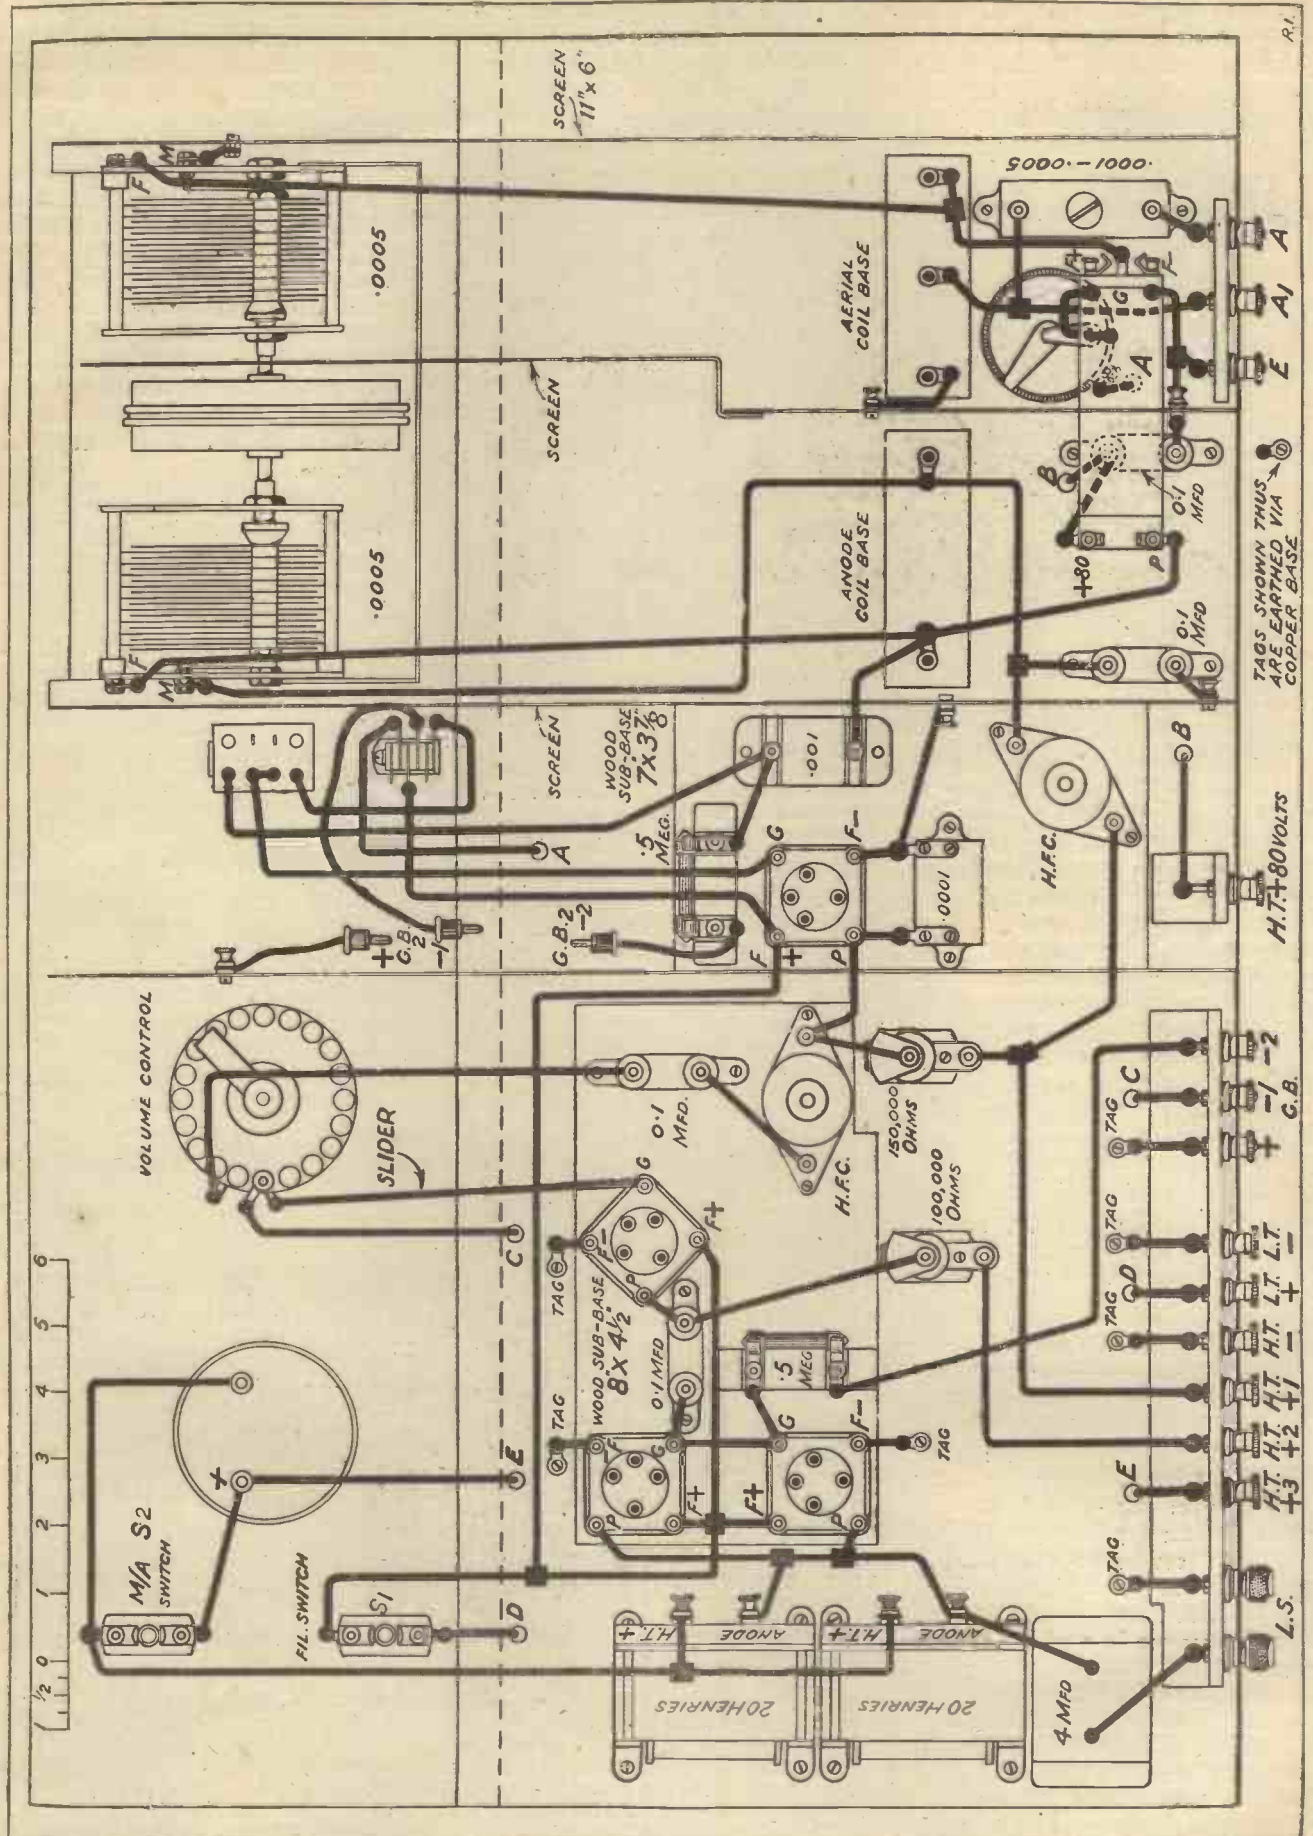 R.I.
SCREEN
11" x 6"
F
M
.0005
.0005
F
M
SCREEN
SCREEN
.0001-.0005
AERIAL
COIL BASE
ANODE
COIL BASE
F+
F-
G
A
A
A1
E
B
0.1
MFD
+80
P
0.1
MFD
TAGS SHOWN THUS
ARE EARTHED VIA
COPPER BASE
WOOD
SUB-BASE
7 X 3 7/8"
.5
MEG.
.001
A
G
F-
F
+
P
.0001
H.F.C.
B
H.T.+80 VOLTS
+
G.B.
2
-1
G.B.2
-2
VOLUME CONTROL
SLIDER
0.1
MFD.
H.F.C.
150,000
OHMS
100,000
OHMS
G
F-
F+
P
C
TAG
WOOD SUB-BASE
8" X 4½"
0.1 MFD
.5
MEG
TAG
-F
G
P
F+
F+
G
F-
P
TAG
6
5
4
3
2
1
0
½
1
+
E
M/A S2
SWITCH
FIL. SWITCH
S1
D
H.T.+
ANODE
20 HENRIES
H.T.+
ANODE
20 HENRIES
4 MFD
-2
C
-1
G.B.
TAG
+
TAG
L.T.
-
D
L.T.
+
TAG
H.T.
-
H.T.
+1
H.T.
+2
E
H.T.
+3
TAG
L.S.